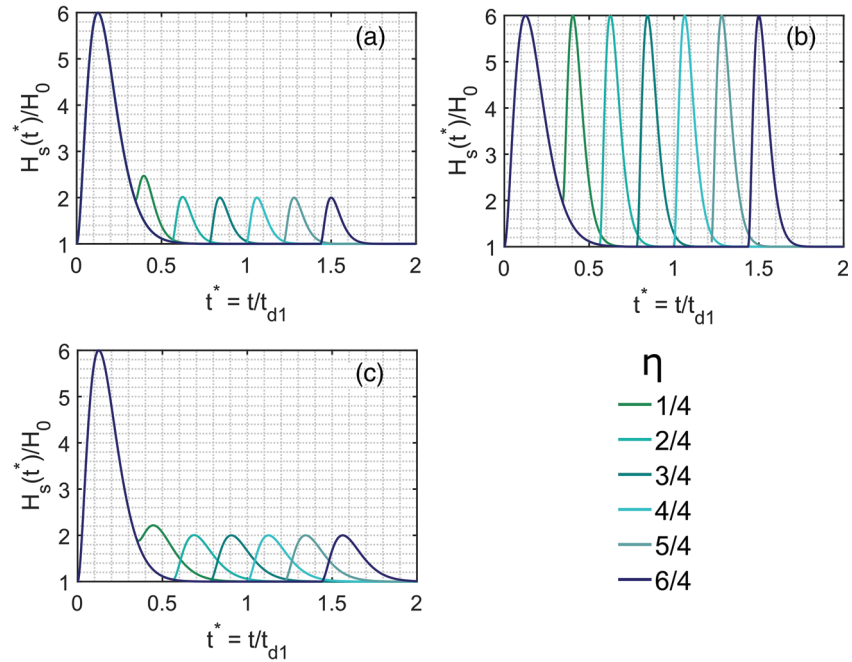 (a)
H_s(t*)/H_0
6
5
4
3
2
1
0 0.5 1 1.5 2
t* = t/t_d1
(b)
H_s(t*)/H_0
6
5
4
3
2
1
0 0.5 1 1.5 2
t* = t/t_d1
(c)
H_s(t*)/H_0
6
5
4
3
2
1
0 0.5 1 1.5 2
t* = t/t_d1
η
1/4
2/4
3/4
4/4
5/4
6/4